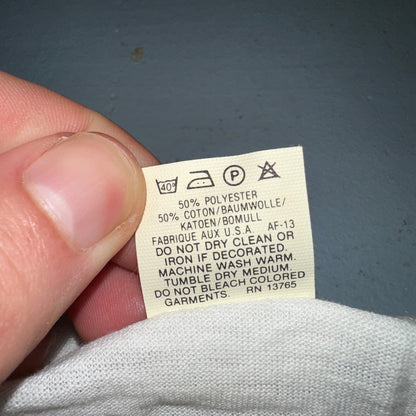 40°
P
50% POLYESTER
50% COTON/BAUMWOLLE/
KATOEN/BOMULL
FABRIQUE AUX U.S.A. AF-13
DO NOT DRY CLEAN OR
IRON IF DECORATED.
MACHINE WASH WARM.
TUMBLE DRY MEDIUM.
DO NOT BLEACH COLORED
GARMENTS. RN 13765